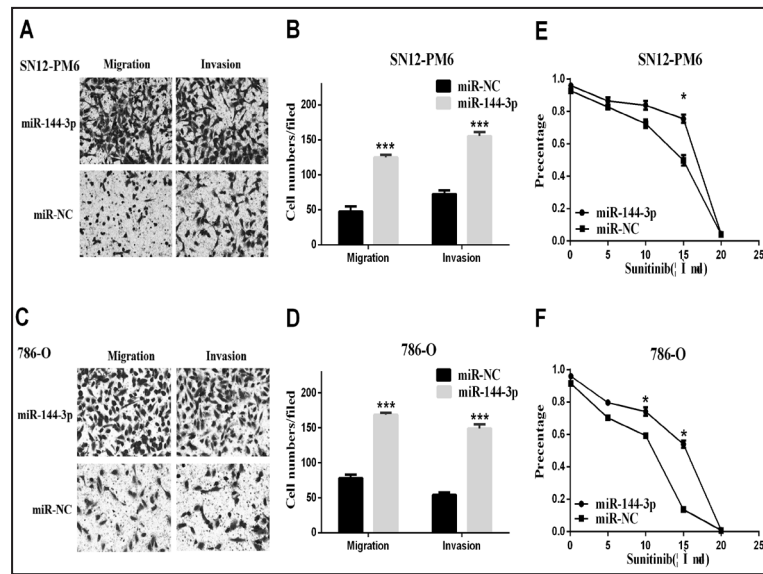 A
SN12-PM6
Migration
Invasion
miR-144-3p
miR-NC
B
SN12-PM6
miR-NC
miR-144-3p
Cell numbers/filed
200
150
100
50
0
***
***
Migration
Invasion
E
SN12-PM6
Precentage
1.0
0.8
0.6
0.4
0.2
0.0
*
miR-144-3p
miR-NC
0 5 10 15 20 25
Sunitinib(¦ Ì nd)
C
786-O
Migration
Invasion
miR-144-3p
miR-NC
D
786-O
miR-NC
miR-144-3p
Cell numbers/filed
200
150
100
50
0
***
***
Migration
Invasion
F
786-O
Precentage
1.0
0.8
0.6
0.4
0.2
0.0
*
*
miR-144-3p
miR-NC
0 5 10 15 20 25
Sunitinib(¦ Ì nd)